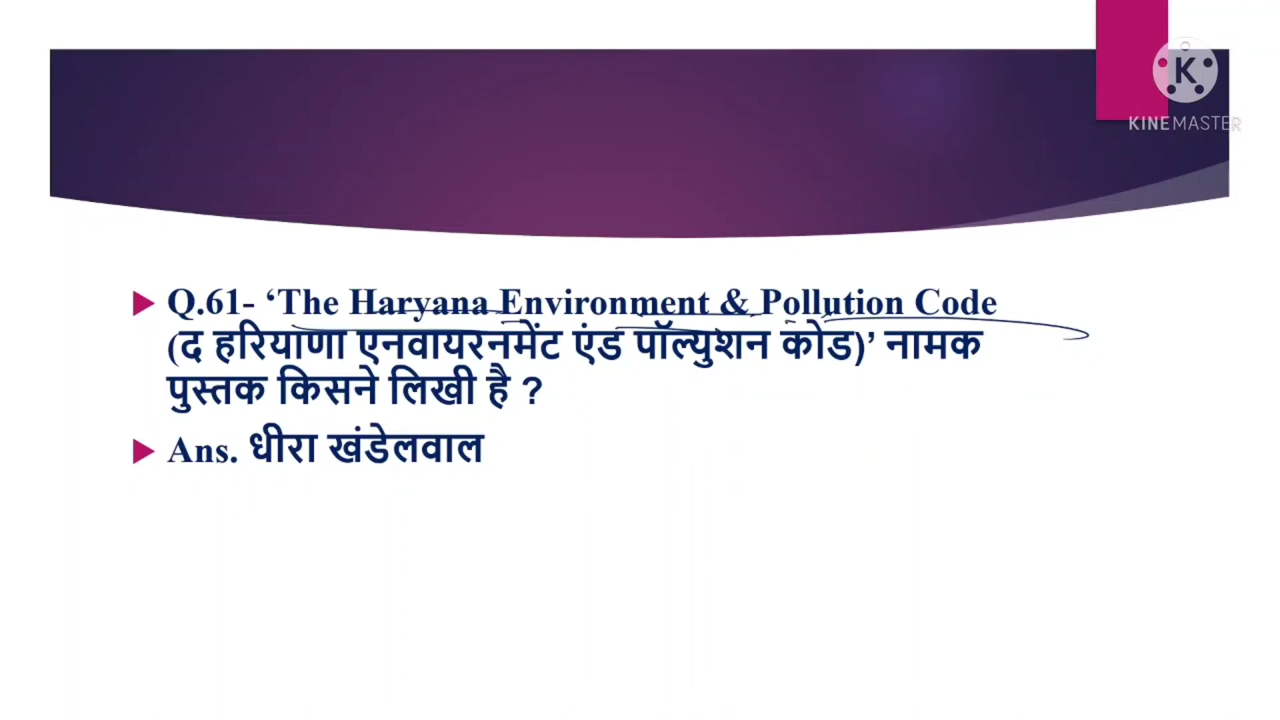 KINEMASTER
Q.61- ‘The Haryana Environment & Pollution Code
(द हरियाणा एनवायरनमेंट एंड पॉल्युशन कोड)’ नामक
पुस्तक किसने लिखी है ?
Ans. धीरा खंडेलवाल